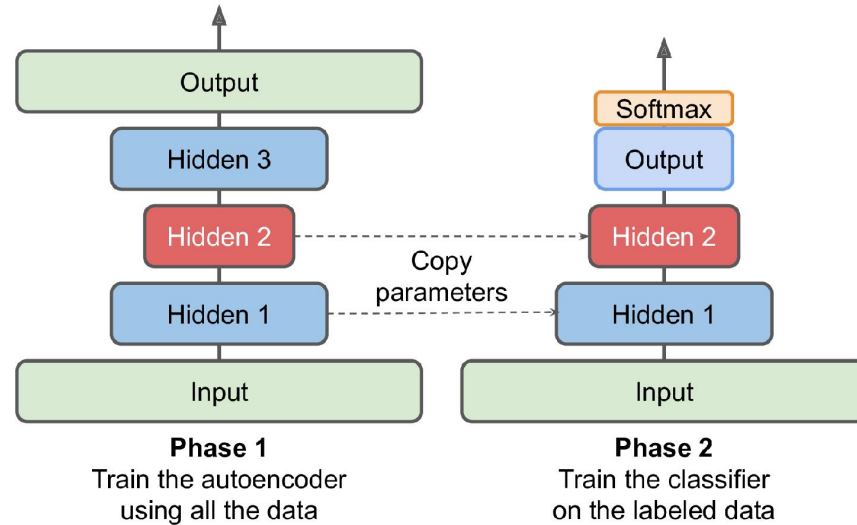 Output
Hidden 3
Hidden 2
Hidden 1
Input
Phase 1
Train the autoencoder
using all the data
Copy
parameters
Softmax
Output
Hidden 2
Hidden 1
Input
Phase 2
Train the classifier
on the labeled data